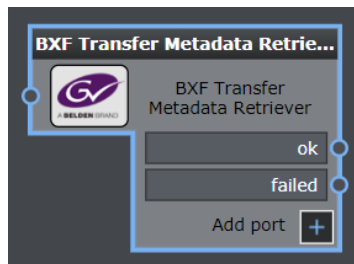 BXF Transfer Metadata Retrie...
GV
A BELDEN BRAND
BXF Transfer
Metadata Retriever
ok
failed
Add port +